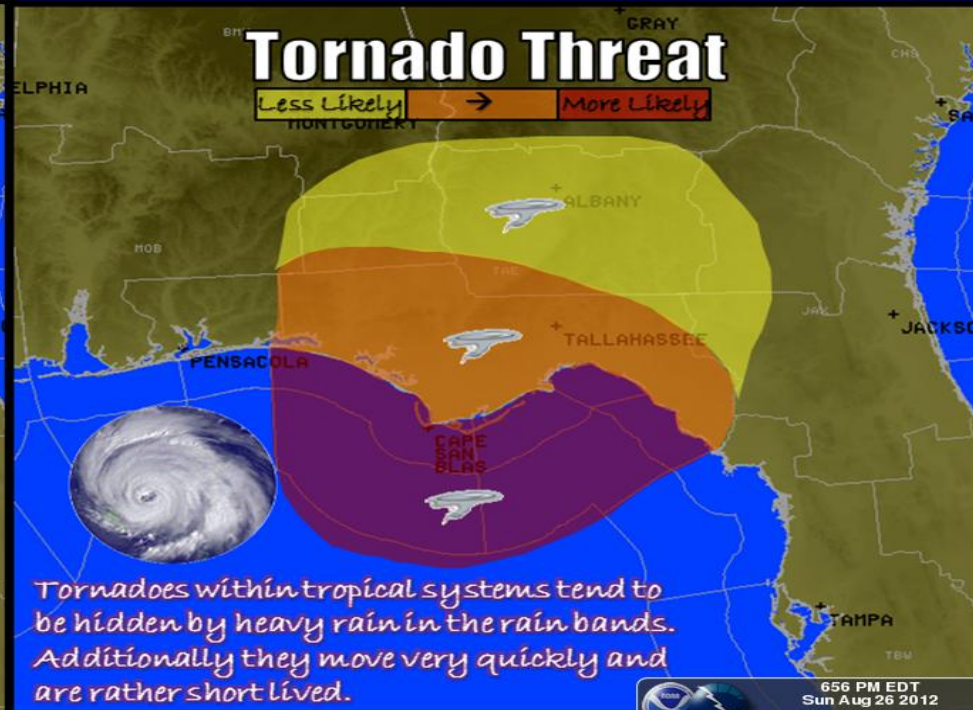 GRAY
BM
CHS
Tornado Threat
ELPHIA
Less Likely → More Likely
MONTGOMERY
SA
ALBANY
MOB
TAE
JAX
JACKSO
TALLAHASSEE
PENSACOLA
CAPE
SAN
BLAS
Tornadoes within tropical systems tend to
be hidden by heavy rain in the rain bands.
Additionally they move very quickly and
are rather short lived.
TAMPA
TBW
656 PM EDT
Sun Aug 26 2012